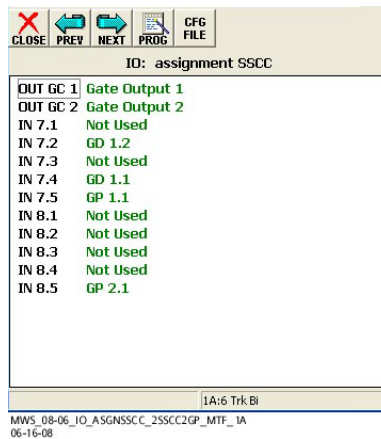 CLOSE PREV NEXT PROG CFG FILE
IO: assignment SSCC
OUT GC 1 Gate Output 1
OUT GC 2 Gate Output 2
IN 7.1 Not Used
IN 7.2 GD 1.2
IN 7.3 Not Used
IN 7.4 GD 1.1
IN 7.5 GP 1.1
IN 8.1 Not Used
IN 8.2 Not Used
IN 8.3 Not Used
IN 8.4 Not Used
IN 8.5 GP 2.1
1A:6 Trk Bi
MWS_08-06_IO_ASGNSSCC_2SSCC2GP_MTF_1A
06-16-08